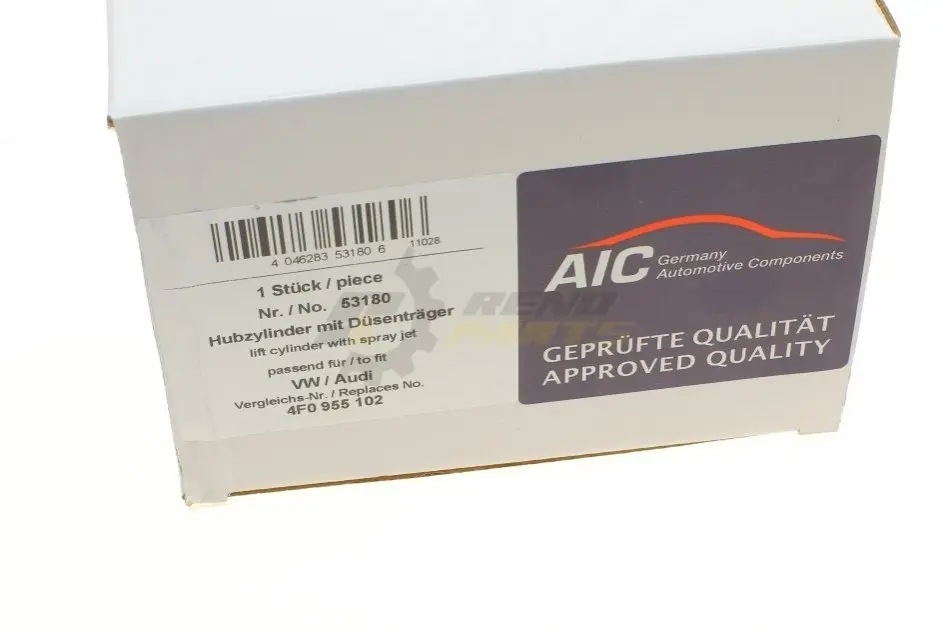 4 046283 53180 6
11028
1 Stück / piece
Nr. / No. 53180
Hubzylinder mit Düsenträger
lift cylinder with spray jet
passend für / to fit
VW / Audi
Vergleichs-Nr. / Replaces No.
4F0 955 102
AIC Germany
Automotive Components
GEPRÜFTE QUALITÄT
APPROVED QUALITY
REND
PARTS